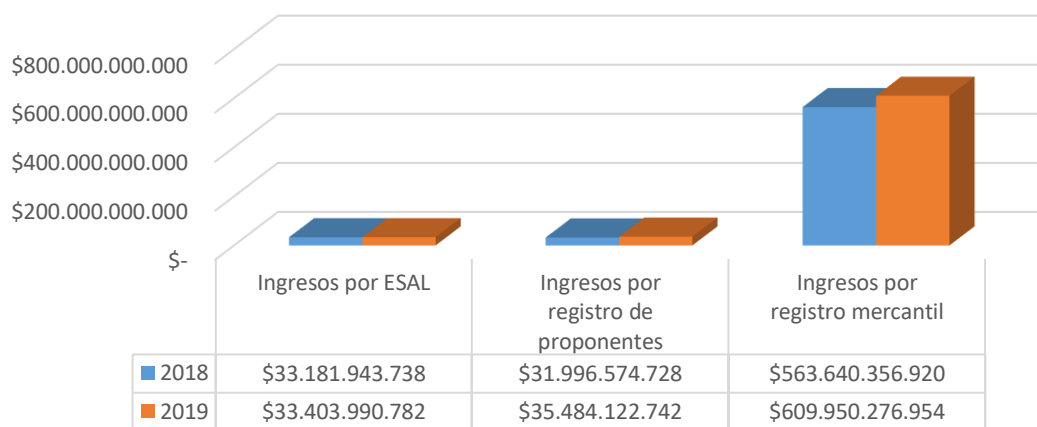 $800.000.000.000
$600.000.000.000
$400.000.000.000
$200.000.000.000
$-
Ingresos por ESAL
Ingresos por
registro de
proponentes
Ingresos por
registro mercantil
2018 $33.181.943.738 $31.996.574.728 $563.640.356.920
2019 $33.403.990.782 $35.484.122.742 $609.950.276.954